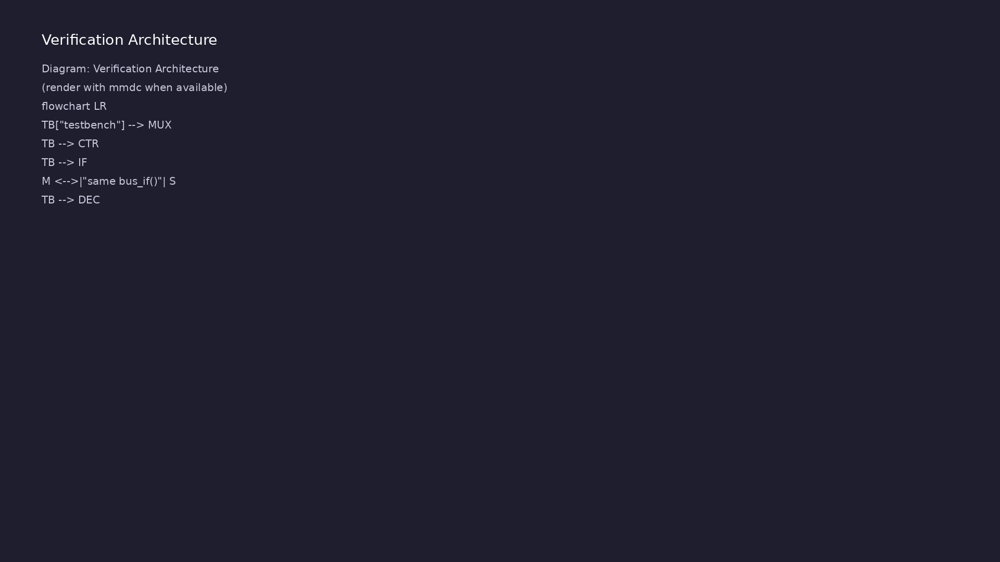 Verification Architecture
Diagram: Verification Architecture
(render with mmdc when available)
flowchart LR
TB["testbench"] --> MUX
TB --> CTR
TB --> IF
M <-->|"same bus_if()"| S
TB --> DEC